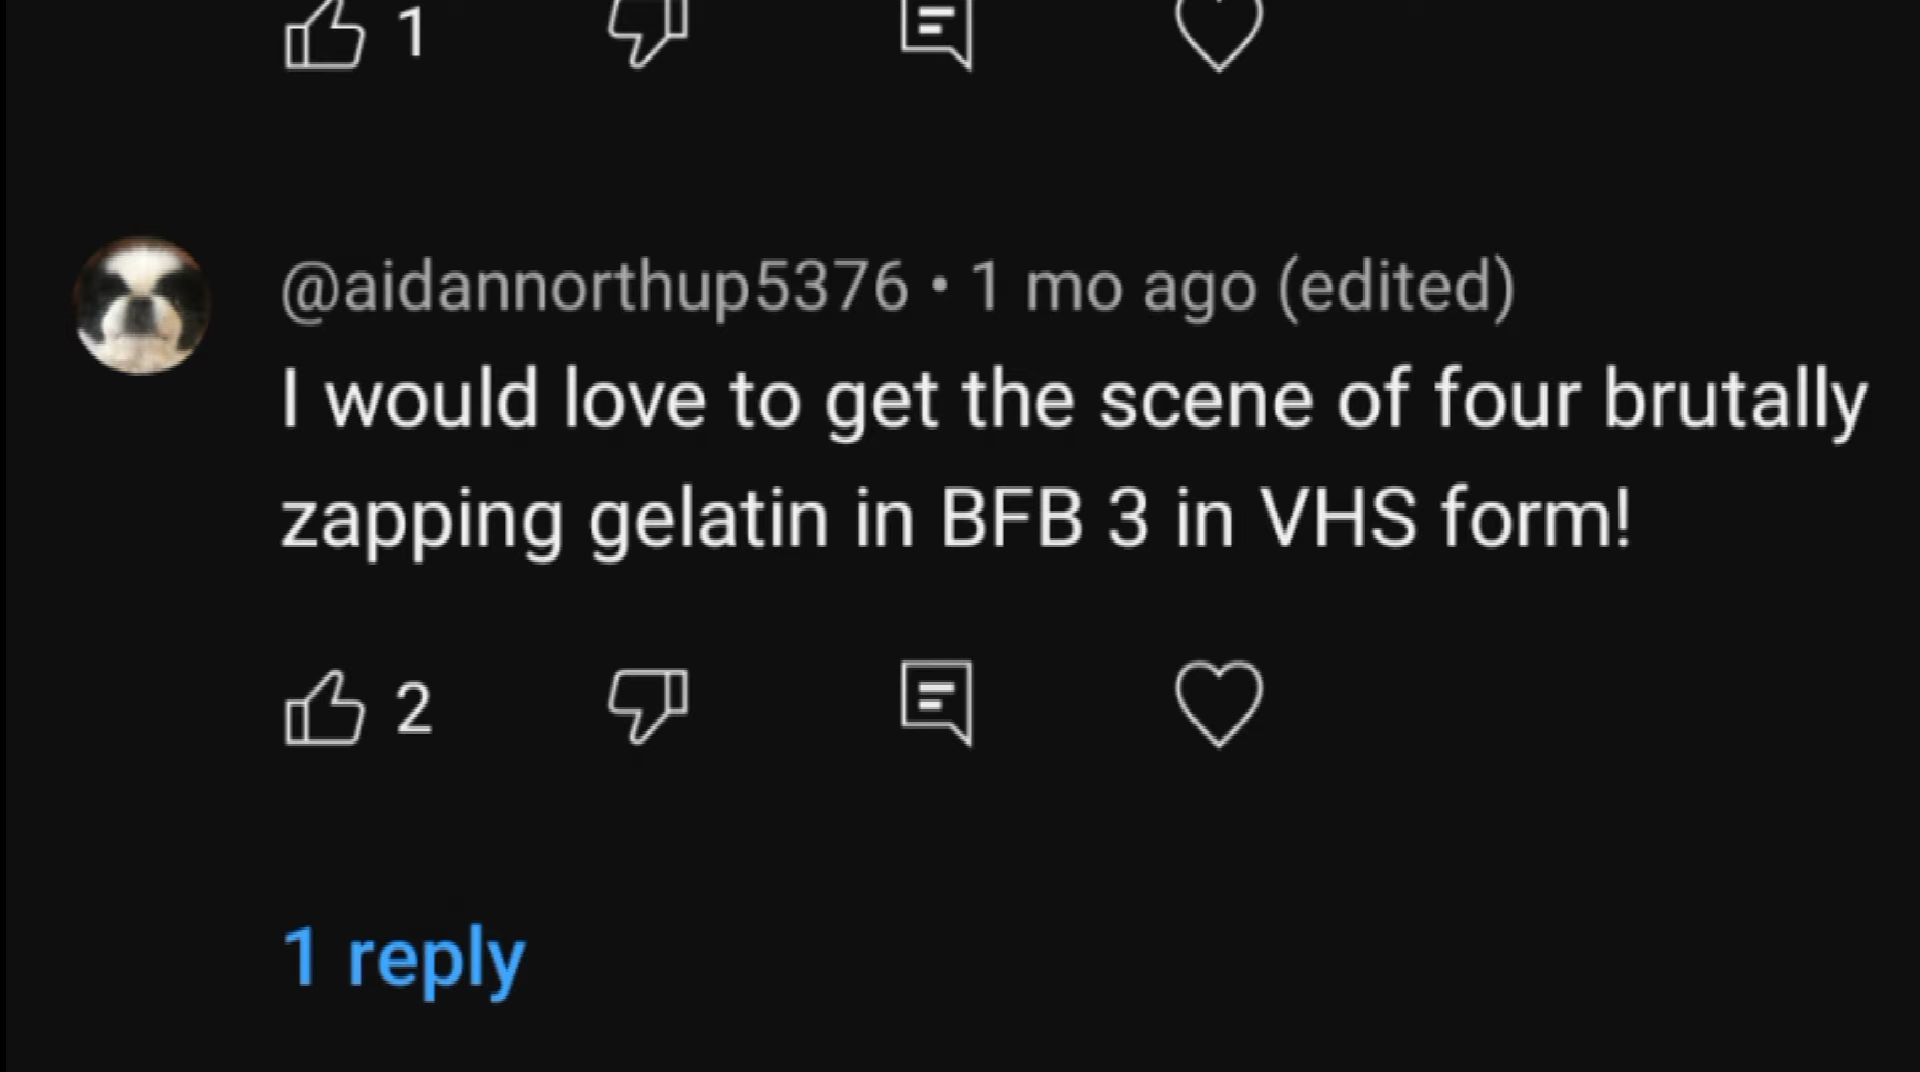 1
@aidannorthup5376 • 1 mo ago (edited)
I would love to get the scene of four brutally
zapping gelatin in BFB 3 in VHS form!
2
1 reply